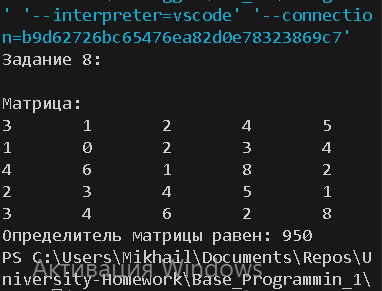 ' '--interpreter=vscode' '--connectio
n=b9d62726bc65476ea82d0e78323869c7'
Задание 8:
Матрица:
3 1 2 4 5
1 0 2 3 4
4 6 1 8 2
2 3 4 5 1
3 4 6 2 8
Определитель матрицы равен: 950
PS C:\Users\Mikhail\Documents\Repos\U
niversity-Homework\Base_Programmin_1\
Активация Windows